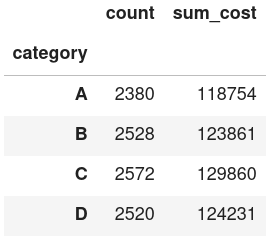 count sum_cost
category
A 2380 118754
B 2528 123861
C 2572 129860
D 2520 124231